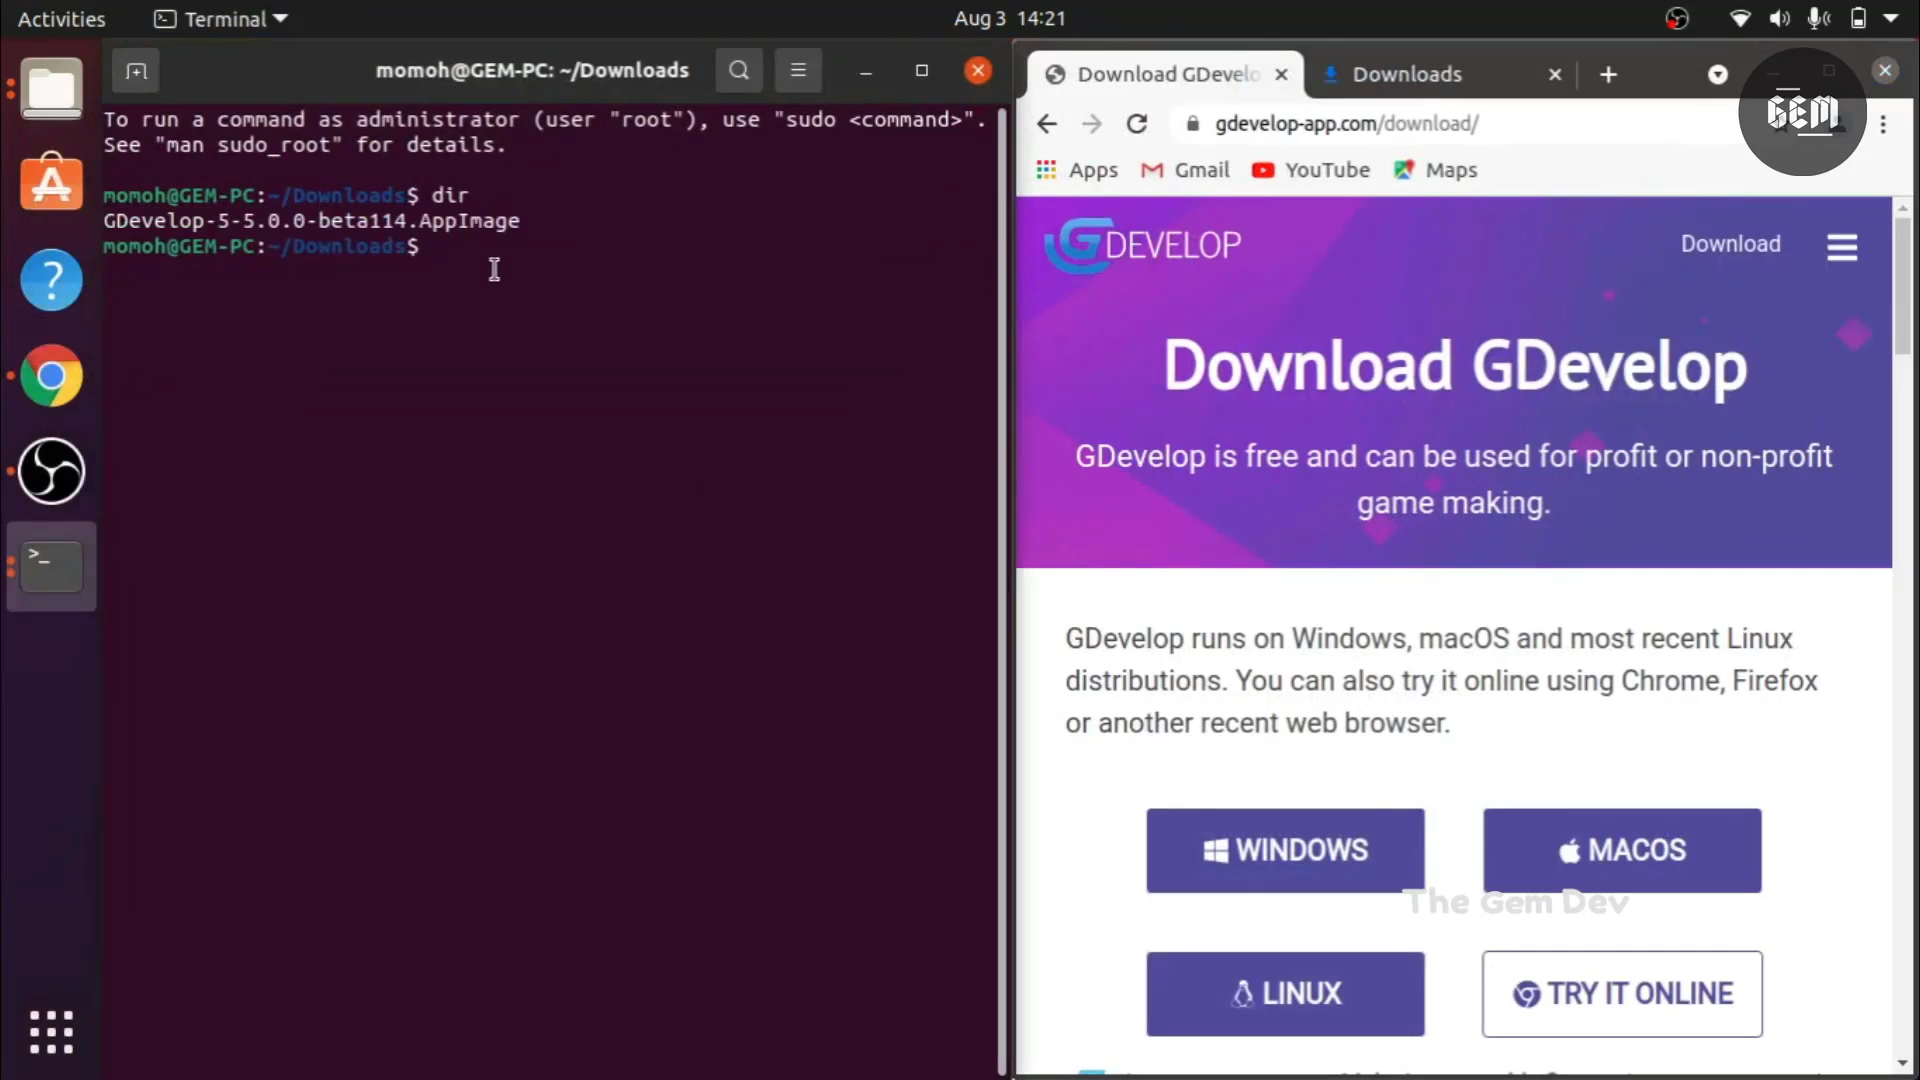 Activities
Terminal
Aug 3 14:21
momoh@GEM-PC: ~/Downloads
To run a command as administrator (user "root"), use "sudo <command>".
See "man sudo_root" for details.
momoh@GEM-PC:~/Downloads$ dir
GDevelop-5-5.0.0-beta114.AppImage
momoh@GEM-PC:~/Downloads$
Download GDevelo
Downloads
GEM
gdevelop-app.com/download/
Apps
Gmail
YouTube
Maps
GDEVELOP
Download
Download GDevelop
GDevelop is free and can be used for profit or non-profit
game making.
GDevelop runs on Windows, macOS and most recent Linux
distributions. You can also try it online using Chrome, Firefox
or another recent web browser.
WINDOWS
MACOS
The Gem Dev
LINUX
TRY IT ONLINE